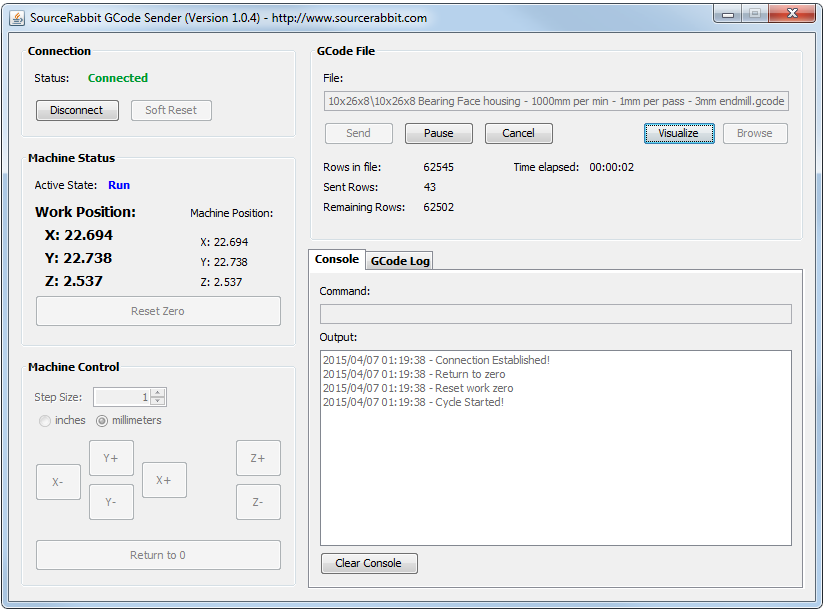 SourceRabbit GCode Sender (Version 1.0.4) - http://www.sourcerabbit.com
Connection
Status: Connected
Disconnect Soft Reset
Machine Status
Active State: Run
Work Position: Machine Position:
X: 22.694 X: 22.694
Y: 22.738 Y: 22.738
Z: 2.537 Z: 2.537
Reset Zero
Machine Control
Step Size: 1
inches millimeters
Y+ Z+
X- X+
Y- Z-
Return to 0
GCode File
File:
10x26x8\10x26x8 Bearing Face housing - 1000mm per min - 1mm per pass - 3mm endmill.gcode
Send Pause Cancel Visualize Browse
Rows in file: 62545 Time elapsed: 00:00:02
Sent Rows: 43
Remaining Rows: 62502
Console GCode Log
Command:
Output:
2015/04/07 01:19:38 - Connection Established!
2015/04/07 01:19:38 - Return to zero
2015/04/07 01:19:38 - Reset work zero
2015/04/07 01:19:38 - Cycle Started!
Clear Console